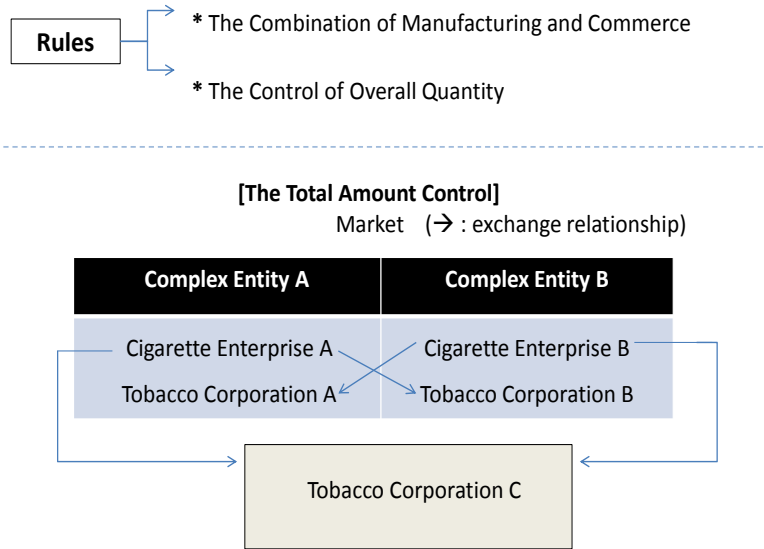 Rules
* The Combination of Manufacturing and Commerce
* The Control of Overall Quantity
[The Total Amount Control]
Market (→ : exchange relationship)
Complex Entity A Complex Entity B
Cigarette Enterprise A Cigarette Enterprise B
Tobacco Corporation A Tobacco Corporation B
Tobacco Corporation C